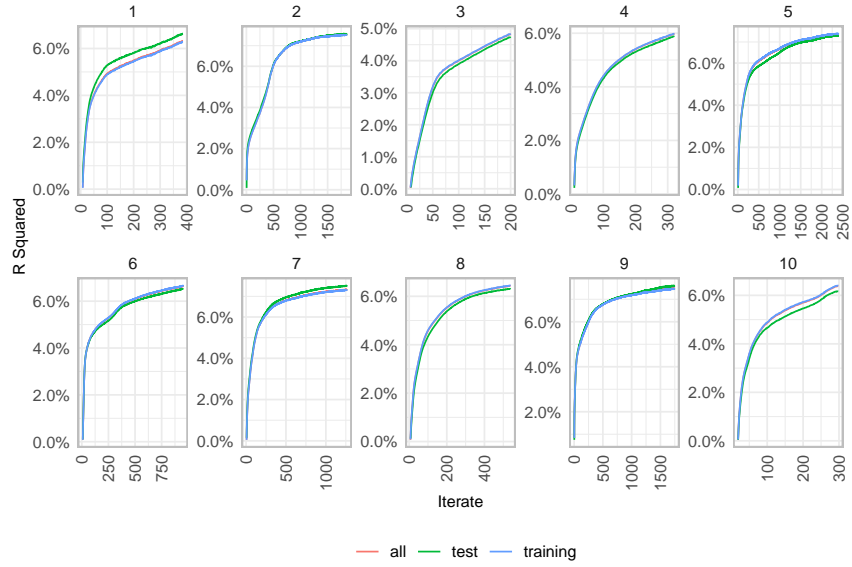 1 2 3 4 5
6.0% 4.0% 2.0% 0.0%
6.0% 4.0% 2.0% 0.0%
5.0% 4.0% 3.0% 2.0% 1.0% 0.0%
6.0% 4.0% 2.0% 0.0%
6.0% 4.0% 2.0% 0.0%
0 100 200 300 400
0 500 1000 1500
0 50 100 150 200
0 100 200 300
0 500 1000 1500 2000 2500
R Squared
6 7 8 9 10
6.0% 4.0% 2.0% 0.0%
6.0% 4.0% 2.0% 0.0%
6.0% 4.0% 2.0% 0.0%
8.0% 6.0% 4.0% 2.0%
6.0% 4.0% 2.0% 0.0%
0 250 500 750
0 500 1000
0 200 400
0 500 1000 1500
100 200 300
Iterate
all test training